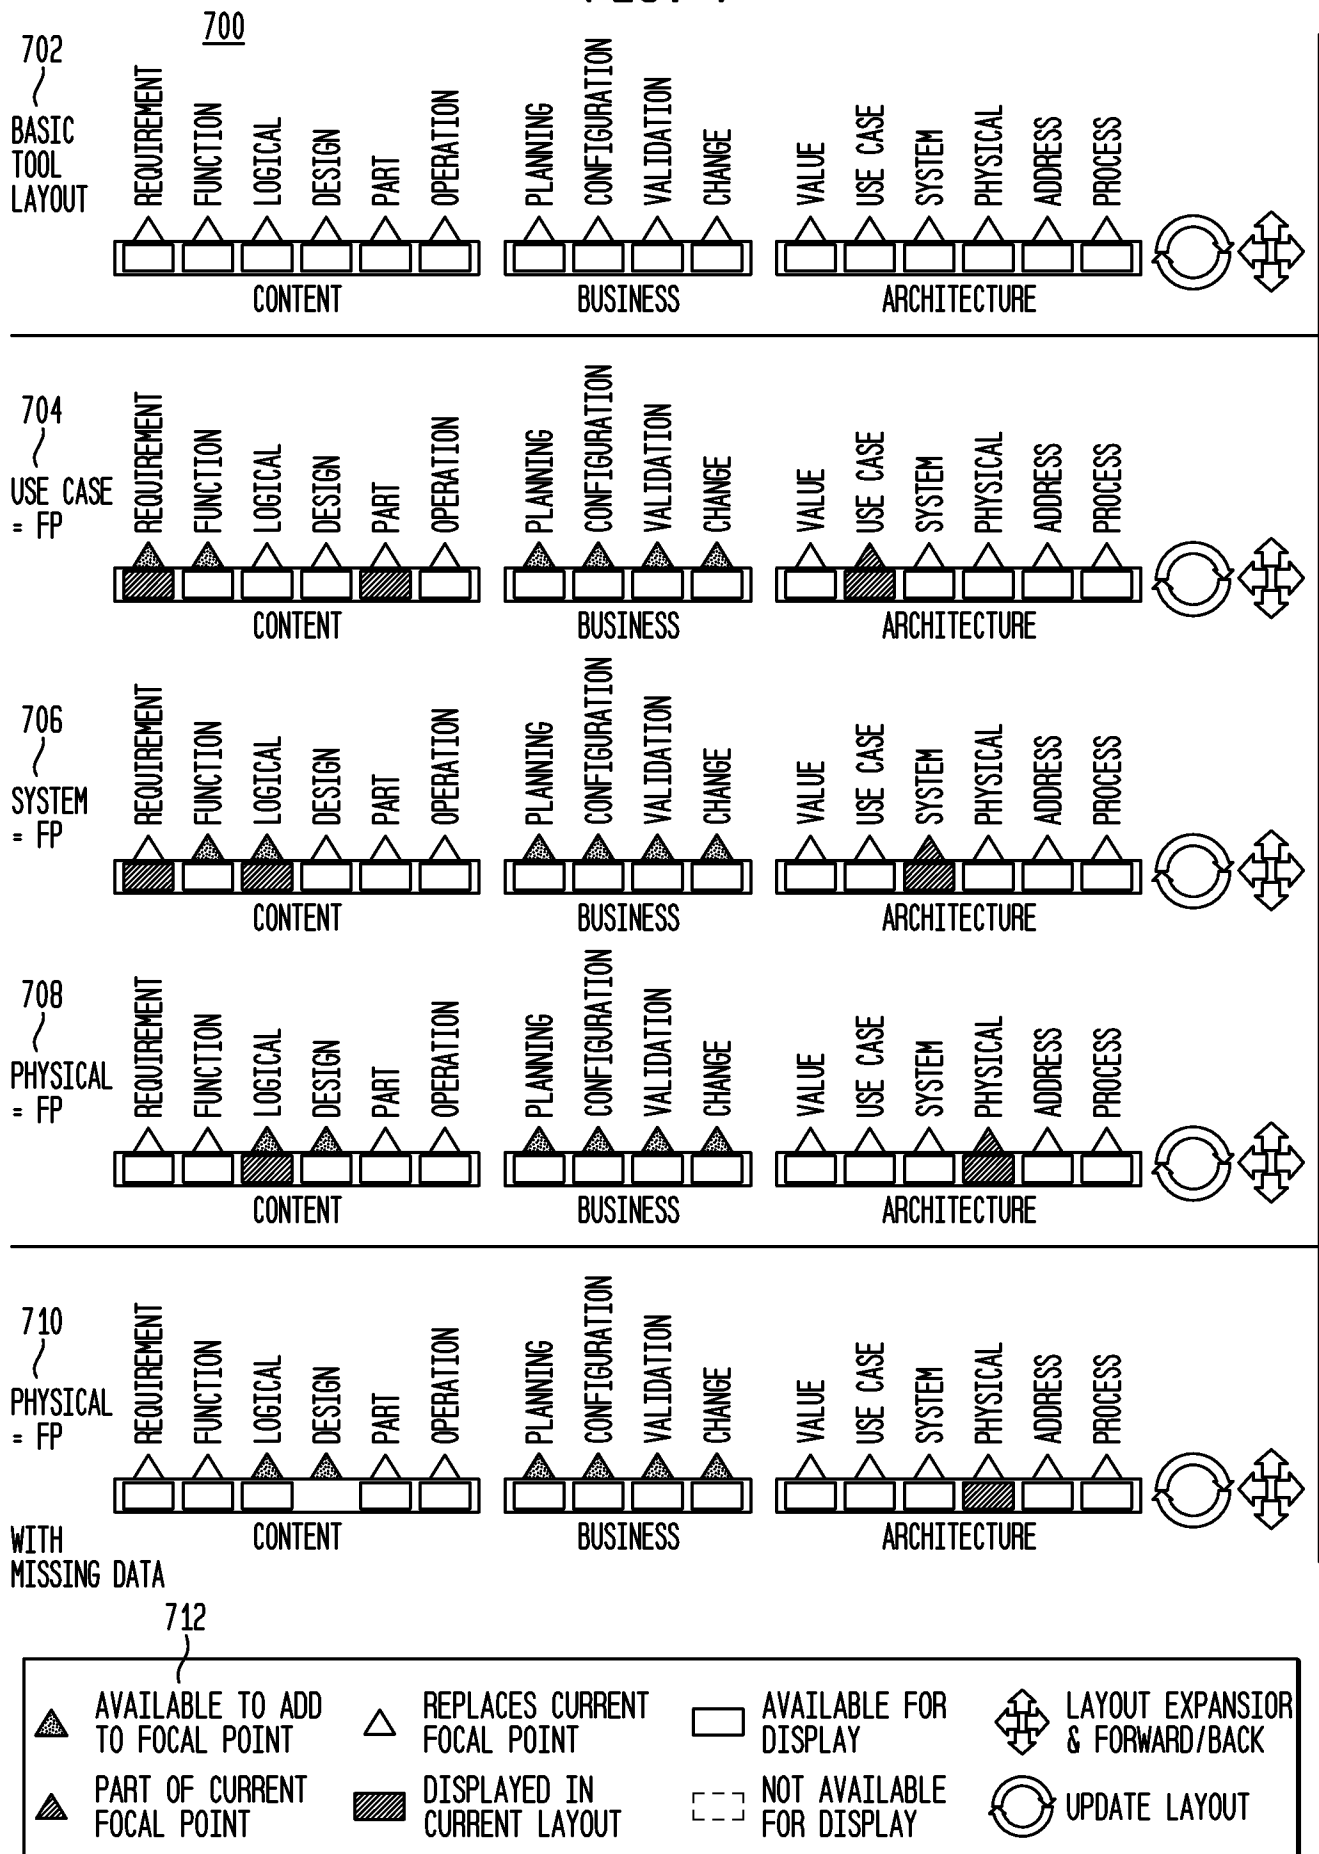 700
702
BASIC
TOOL
LAYOUT
REQUIREMENT
FUNCTION
LOGICAL
DESIGN
PART
OPERATION
PLANNING
CONFIGURATION
VALIDATION
CHANGE
VALUE
USE CASE
SYSTEM
PHYSICAL
ADDRESS
PROCESS
CONTENT
BUSINESS
ARCHITECTURE
704
USE CASE
= FP
REQUIREMENT
FUNCTION
LOGICAL
DESIGN
PART
OPERATION
PLANNING
CONFIGURATION
VALIDATION
CHANGE
VALUE
USE CASE
SYSTEM
PHYSICAL
ADDRESS
PROCESS
CONTENT
BUSINESS
ARCHITECTURE
706
SYSTEM
= FP
REQUIREMENT
FUNCTION
LOGICAL
DESIGN
PART
OPERATION
PLANNING
CONFIGURATION
VALIDATION
CHANGE
VALUE
USE CASE
SYSTEM
PHYSICAL
ADDRESS
PROCESS
CONTENT
BUSINESS
ARCHITECTURE
708
PHYSICAL
= FP
REQUIREMENT
FUNCTION
LOGICAL
DESIGN
PART
OPERATION
PLANNING
CONFIGURATION
VALIDATION
CHANGE
VALUE
USE CASE
SYSTEM
PHYSICAL
ADDRESS
PROCESS
CONTENT
BUSINESS
ARCHITECTURE
710
PHYSICAL
= FP
REQUIREMENT
FUNCTION
LOGICAL
DESIGN
PART
OPERATION
PLANNING
CONFIGURATION
VALIDATION
CHANGE
VALUE
USE CASE
SYSTEM
PHYSICAL
ADDRESS
PROCESS
CONTENT
BUSINESS
ARCHITECTURE
WITH
MISSING DATA
712
AVAILABLE TO ADD
TO FOCAL POINT
REPLACES CURRENT
FOCAL POINT
AVAILABLE FOR
DISPLAY
LAYOUT EXPANSIOR
& FORWARD/BACK
PART OF CURRENT
FOCAL POINT
DISPLAYED IN
CURRENT LAYOUT
NOT AVAILABLE
FOR DISPLAY
UPDATE LAYOUT